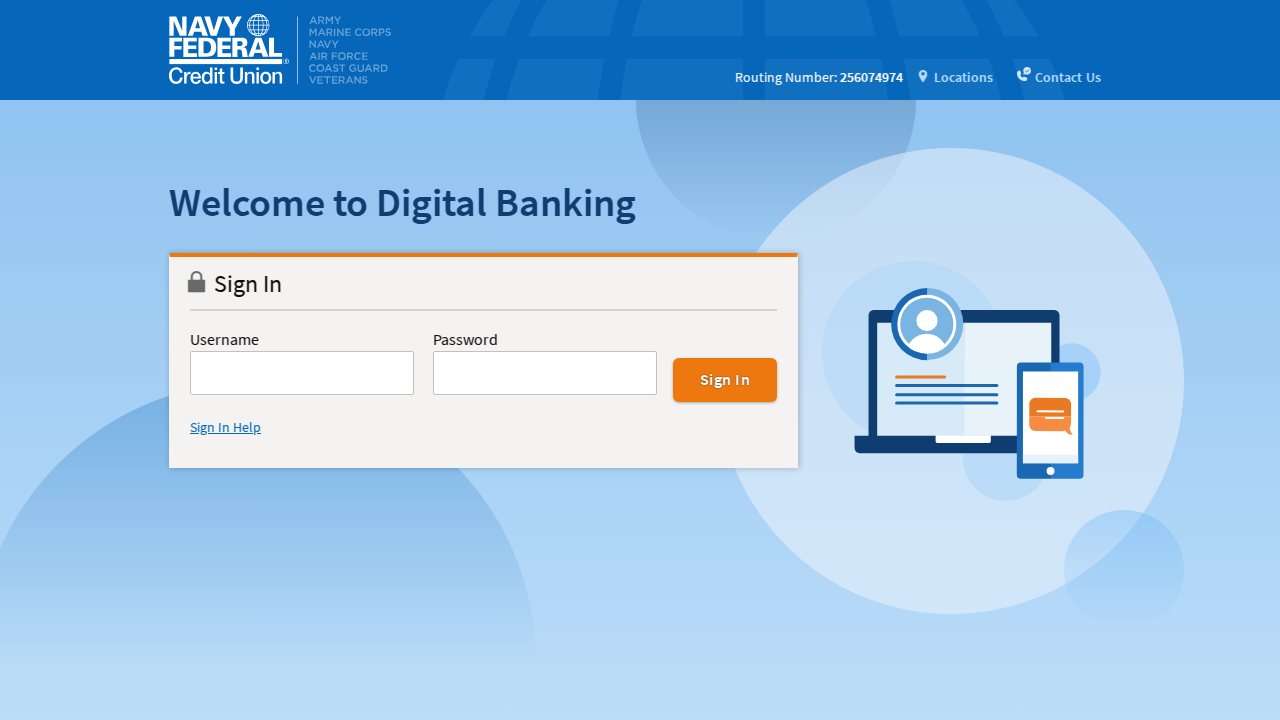 NAVY
FEDERAL®
Credit Union
ARMY
MARINE CORPS
NAVY
AIR FORCE
COAST GUARD
VETERANS
Routing Number: 256074974 Locations Contact Us
Welcome to Digital Banking
Sign In
Username Password
Sign In
Sign In Help